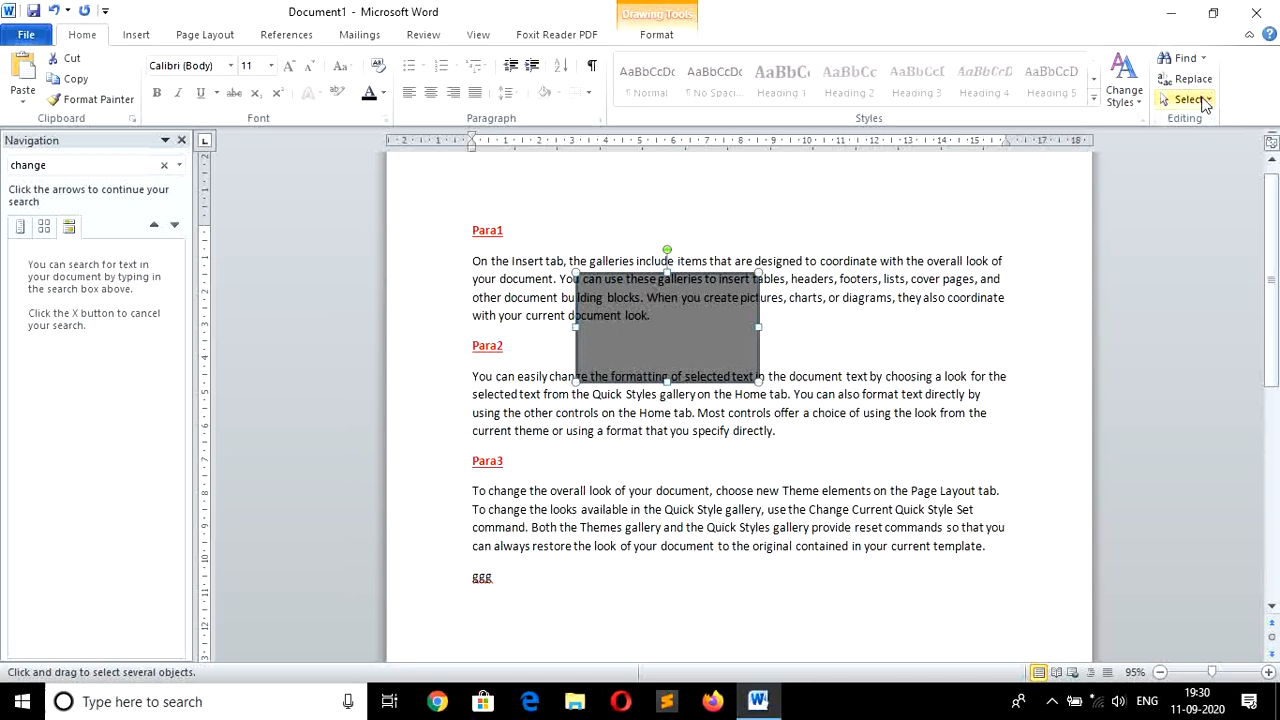 Document1 - Microsoft Word
Drawing Tools
File Home Insert Page Layout References Mailings Review View Foxit Reader PDF Format
Paste
Cut
Copy
Format Painter
Clipboard
Calibri (Body) 11
Font
Paragraph
AaBbCcDc AaBbCcDc AaBbC AaBbCc AaBbCcD AaBbCcD AaBbCcD
¶ Normal ¶ No Spac... Heading Heading 2 Heading 3 Heading 4 Heading 5
Styles
Change
Styles
Find
Replace
Select
Editing
Navigation
change
Click the arrows to continue your
search
You can search for text in
your document by typing in
the search box above.
Click the X button to cancel
your search.
Para1
On the Insert tab, the galleries include items that are designed to coordinate with the overall look of
your document. You can use these galleries to insert tables, headers, footers, lists, cover pages, and
other document building blocks. When you create pictures, charts, or diagrams, they also coordinate
with your current document look.
Para2
You can easily change the formatting of selected text in the document text by choosing a look for the
selected text from the Quick Styles gallery on the Home tab. You can also format text directly by
using the other controls on the Home tab. Most controls offer a choice of using the look from the
current theme or using a format that you specify directly.
Para3
To change the overall look of your document, choose new Theme elements on the Page Layout tab.
To change the looks available in the Quick Style gallery, use the Change Current Quick Style Set
command. Both the Themes gallery and the Quick Styles gallery provide reset commands so that you
can always restore the look of your document to the original contained in your current template.
ggg
Click and drag to select several objects.
95%
Type here to search
ENG
19:30
11-09-2020